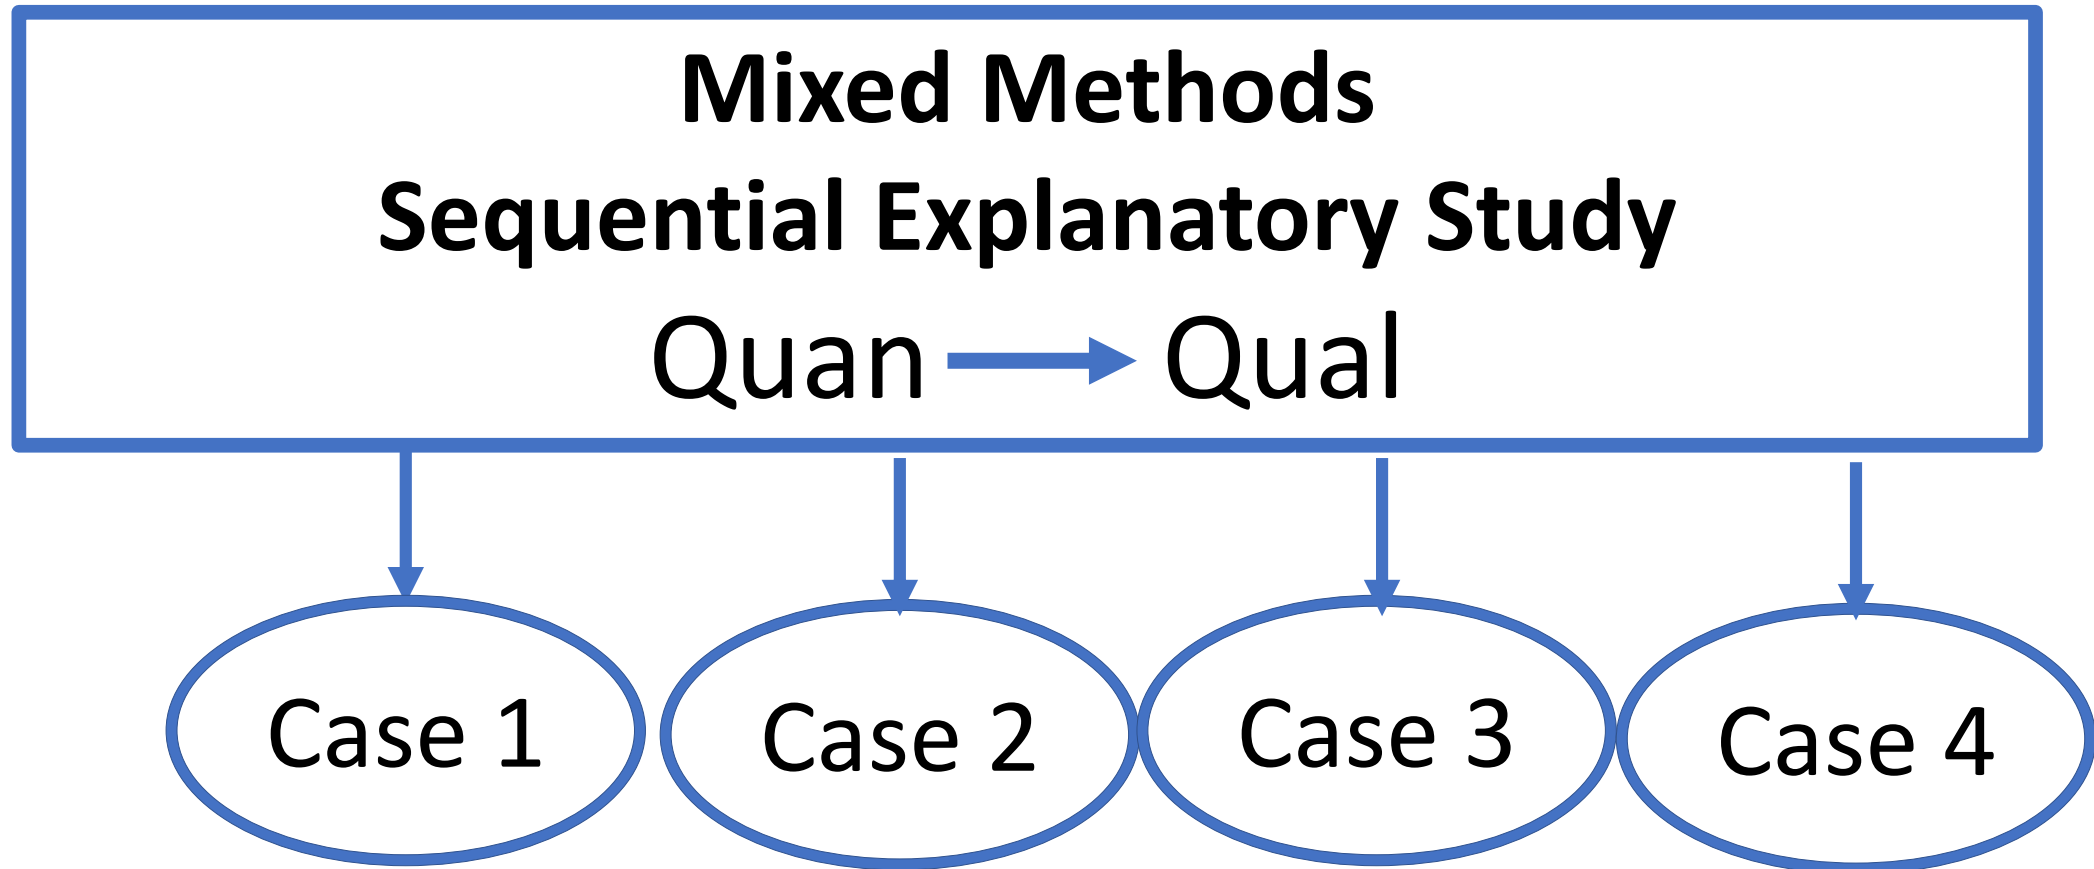 Mixed Methods
Sequential Explanatory Study
Quan Qual
Case 1 Case 2 Case 3 Case 4